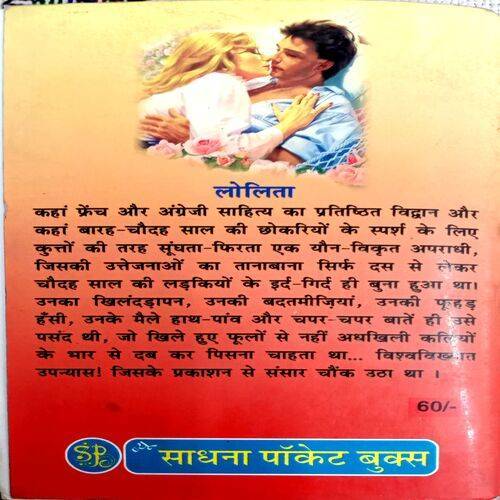 लोलिता
कहां फ्रेंच और अंग्रेजी साहित्य का प्रतिष्ठित विद्वान और
कहां बारह-चौदह साल की छोकरियों के स्पर्श के लिए
कुत्तों की तरह सूंघता-फिरता एक यौन-विकृत अपराधी,
जिसकी उत्तेजनाओं का तानाबाना सिर्फ दस से लेकर
चौदह साल की लड़कियों के इर्द-गिर्द ही बुना हुआ था।
उनका खिलंदड़ापन, उनकी बदतमीज़ियां, उनकी फूहड़
हँसी, उनके मैले हाथ-पांव और चपर-चपर बातें ही उसे
पसंद थी, जो खिले हुए फूलों से नहीं अधखिली कलियों
के भार से दब कर पिसना चाहता था... विश्वविख्यात
उपन्यास! जिसके प्रकाशन से संसार चौंक उठा था ।
60/-
SP साधना पॉकेट बुक्स